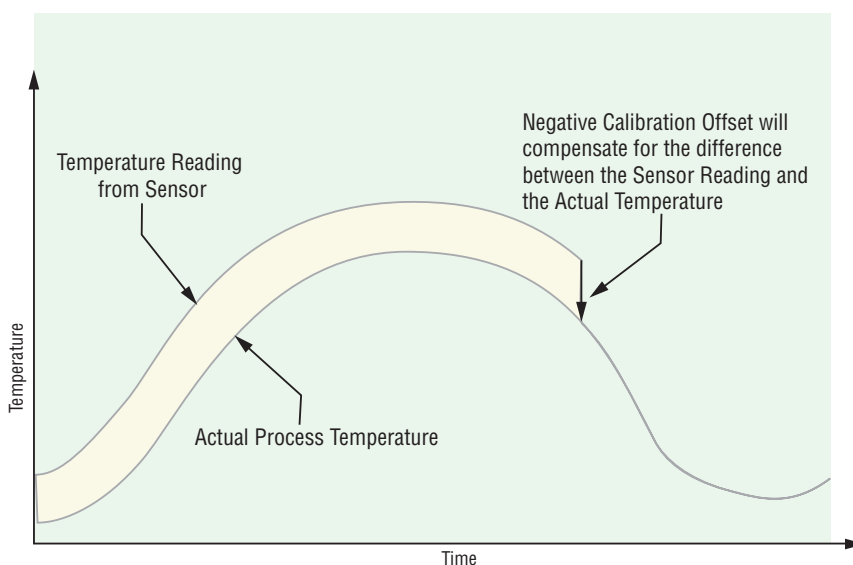 Negative Calibration Offset will
compensate for the difference
between the Sensor Reading and
the Actual Temperature
Temperature Reading
from Sensor
Temperature
Actual Process Temperature
Time